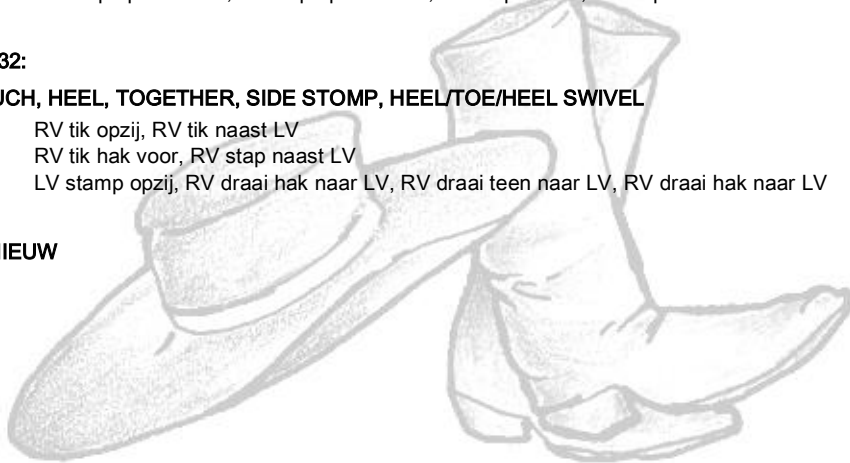 32:
UCH, HEEL, TOGETHER, SIDE STOMP, HEEL/TOE/HEEL SWIVEL
RV tik opzij, RV tik naast LV
RV tik hak voor, RV stap naast LV
LV stamp opzij, RV draai hak naar LV, RV draai teen naar LV, RV draai hak naar LV
NIEUW